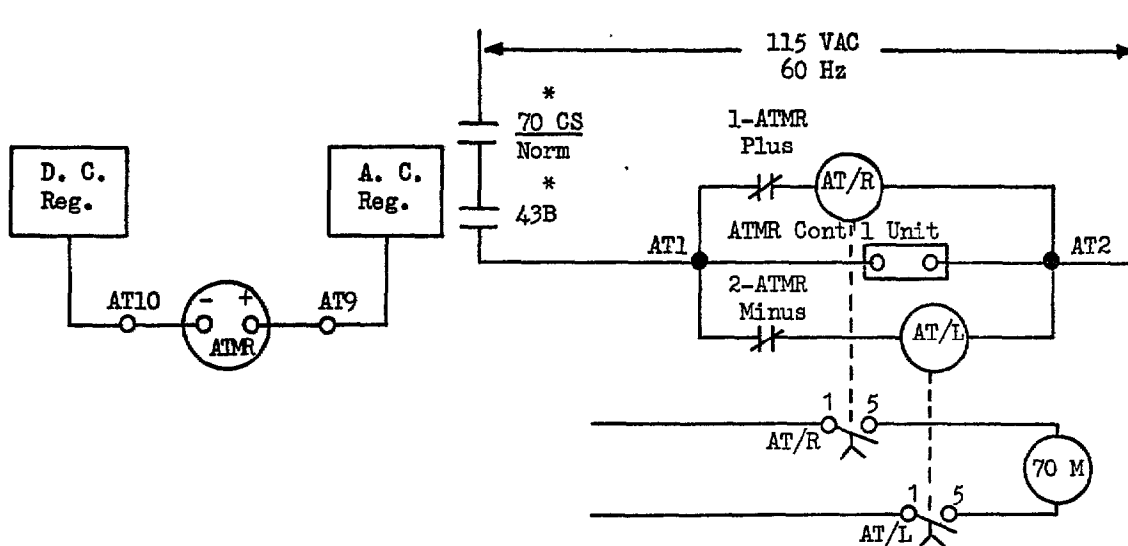 115 VAC
60 Hz
*
70 CS
Norm
*
43B
D. C.
Reg.
A. C.
Reg.
AT10
- +
ATMR
AT9
1-ATMR
Plus
AT/R
ATMR Cont'l Unit
AT1
AT2
2-ATMR
Minus
AT/L
1 5
AT/R
70 M
1 5
AT/L